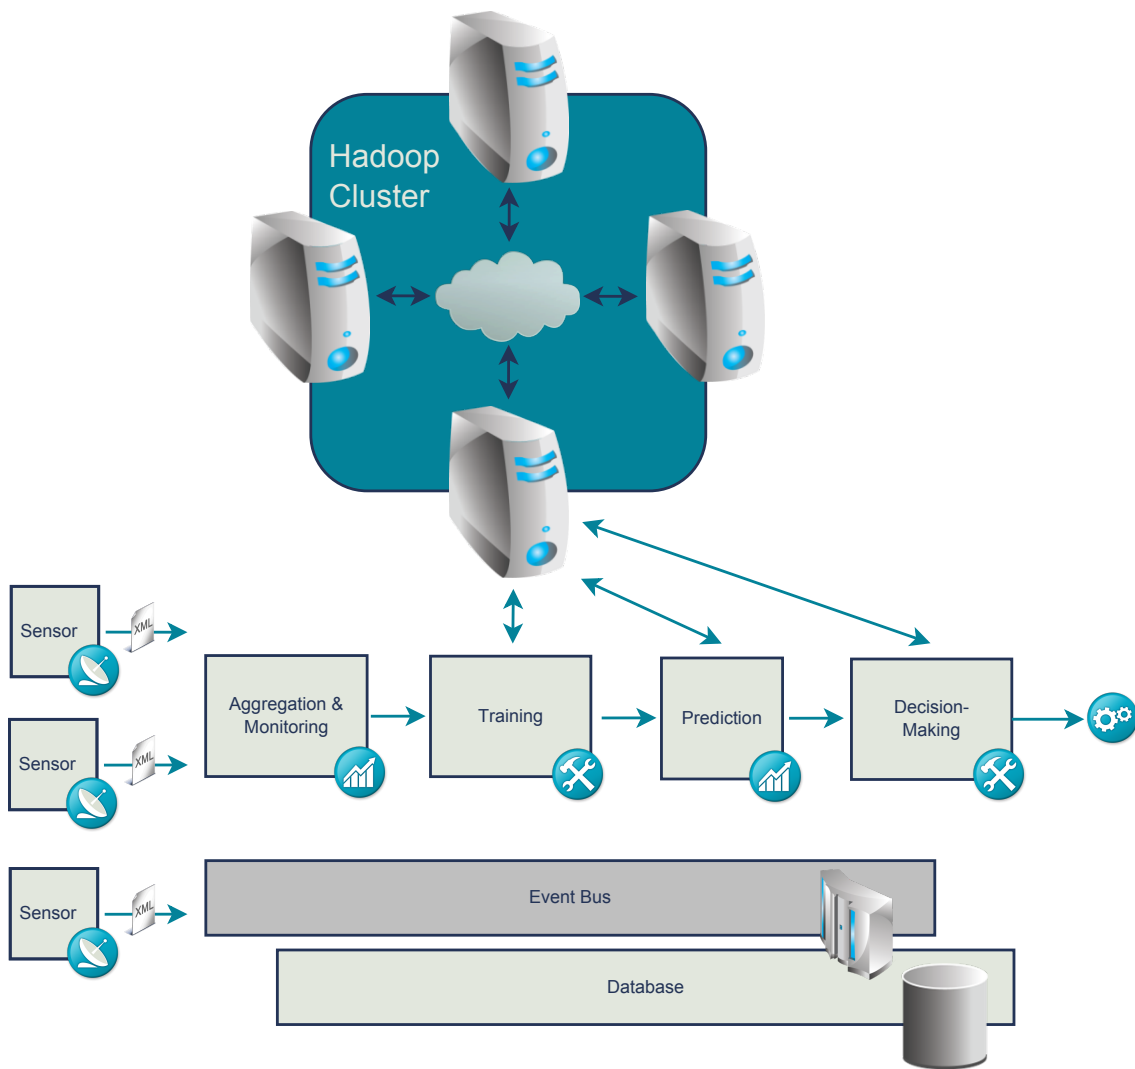 Hadoop
Cluster
Sensor
XML
Aggregation &
Monitoring
Training
Prediction
Decision-
Making
Sensor
XML
Sensor
XML
Event Bus
Database